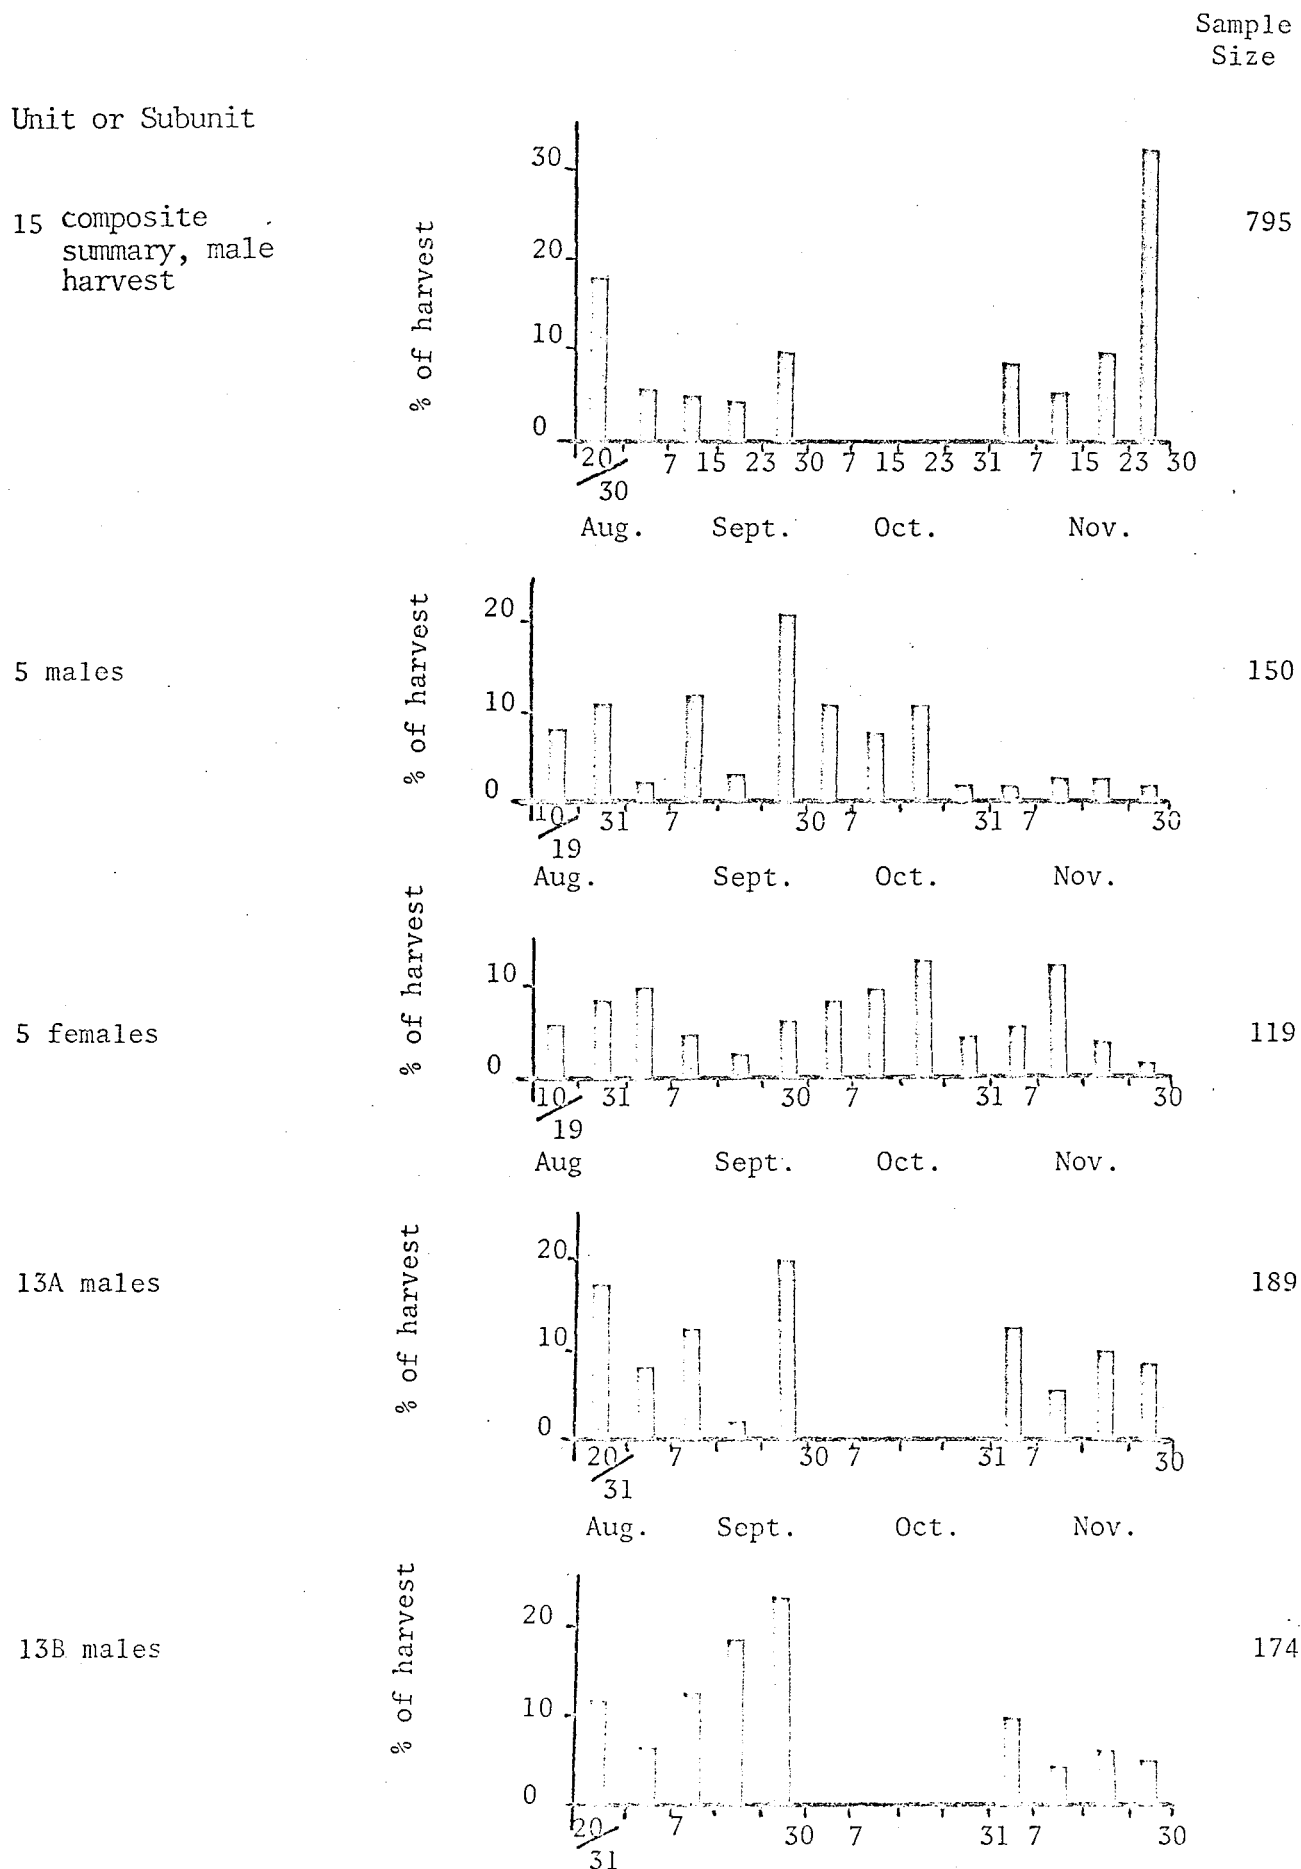 Sample
Size
Unit or Subunit
15 composite
summary, male
harvest
% of harvest
30
20
10
0
795
20 7 15 23 30 7 15 23 31 7 15 23 30
30
Aug. Sept. Oct. Nov.
5 males
% of harvest
20
10
0
150
10 31 7 30 7 31 7 30
19
Aug. Sept. Oct. Nov.
5 females
% of harvest
10
0
119
10 31 7 30 7 31 7 30
19
Aug Sept. Oct. Nov.
13A males
% of harvest
20
10
0
189
20 7 30 7 31 7 30
31
Aug. Sept. Oct. Nov.
13B males
% of harvest
20
10
0
174
20 7 30 7 31 7 30
31